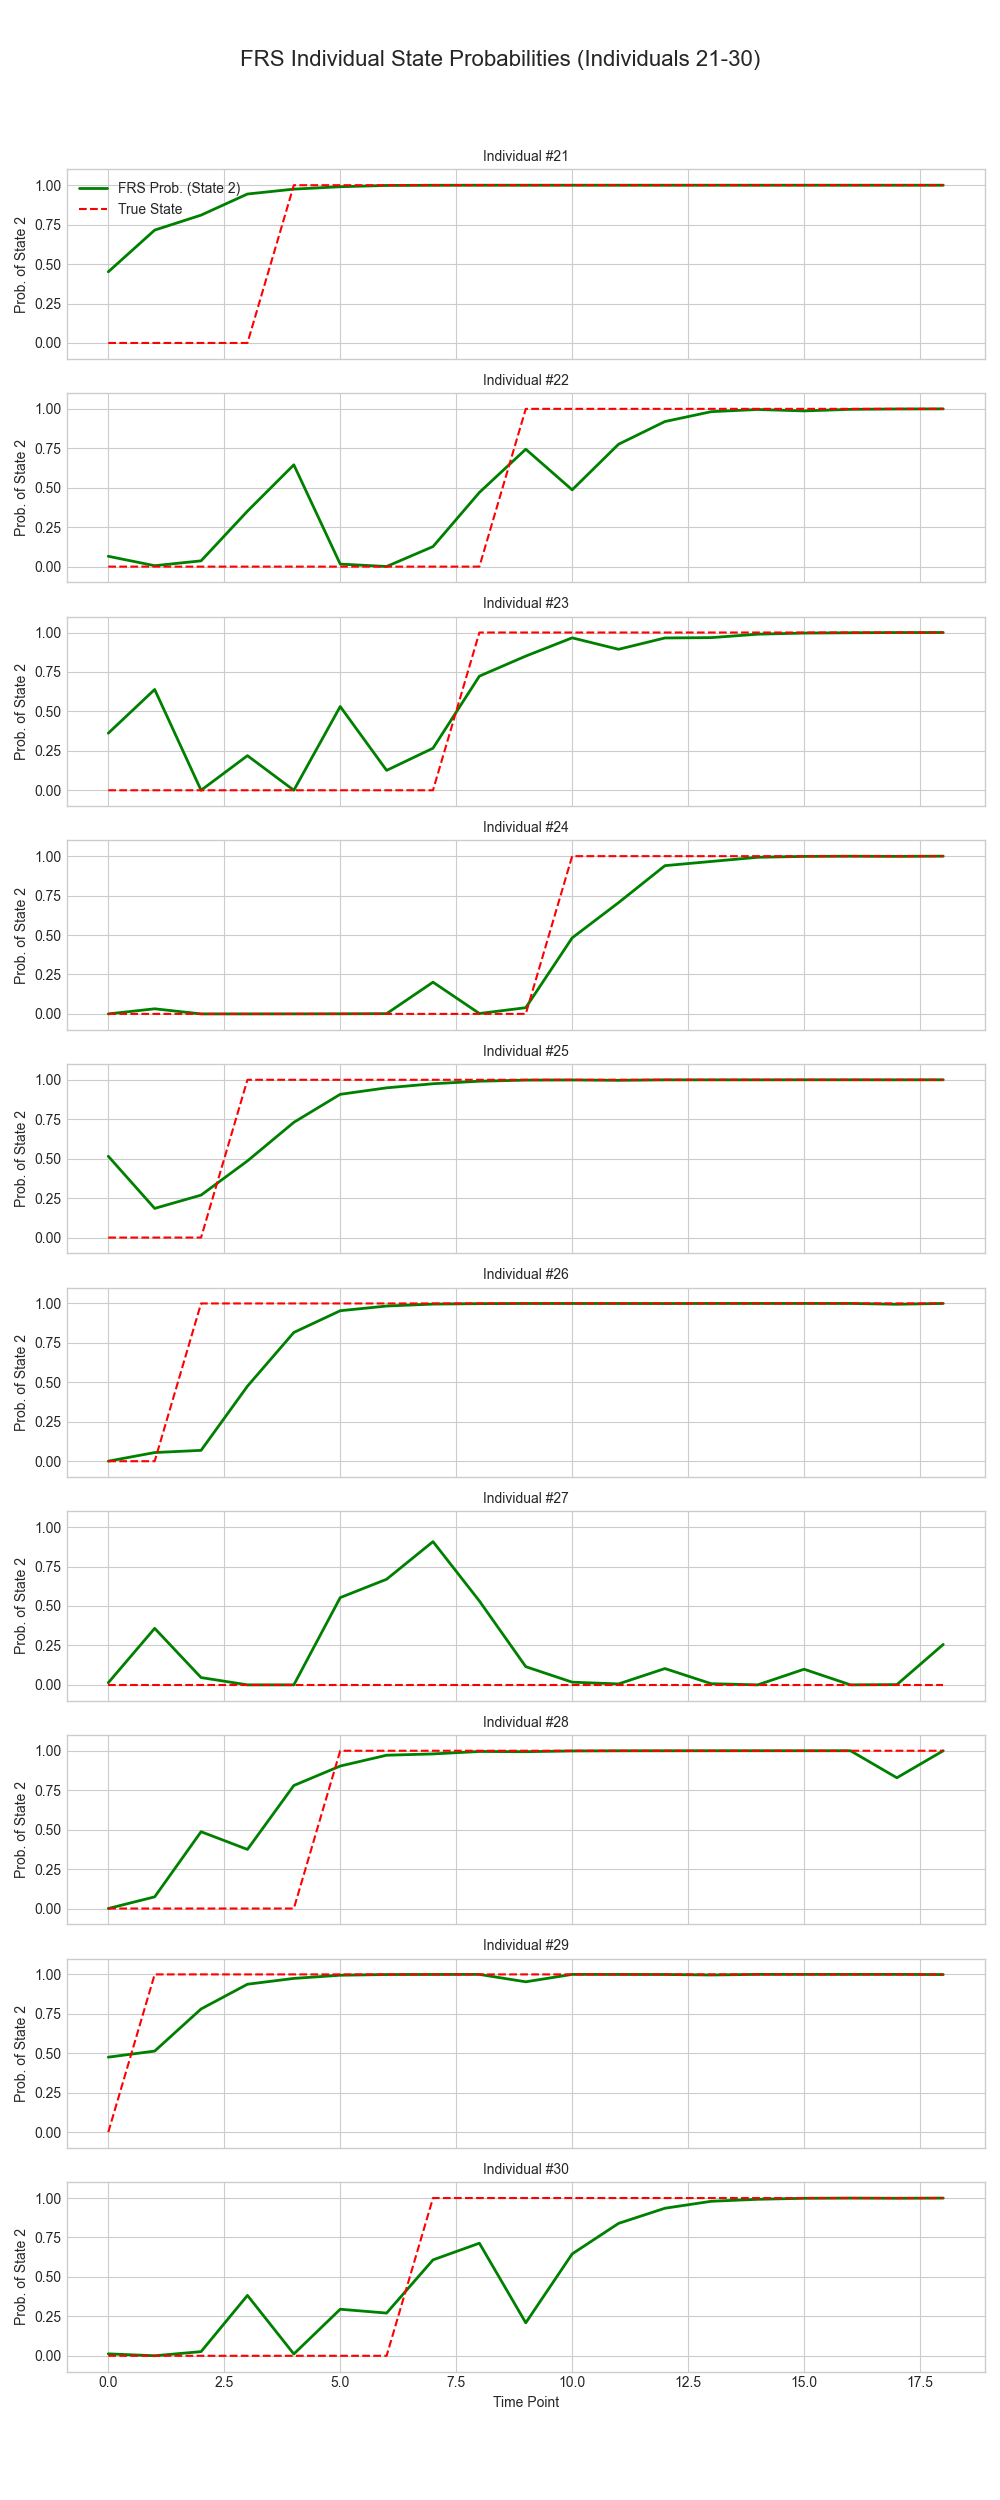 FRS Individual State Probabilities (Individuals 21-30)
Individual #21
FRS Prob. (State 2)
True State
Prob. of State 2
1.00
0.75
0.50
0.25
0.00
Individual #22
Prob. of State 2
1.00
0.75
0.50
0.25
0.00
Individual #23
Prob. of State 2
1.00
0.75
0.50
0.25
0.00
Individual #24
Prob. of State 2
1.00
0.75
0.50
0.25
0.00
Individual #25
Prob. of State 2
1.00
0.75
0.50
0.25
0.00
Individual #26
Prob. of State 2
1.00
0.75
0.50
0.25
0.00
Individual #27
Prob. of State 2
1.00
0.75
0.50
0.25
0.00
Individual #28
Prob. of State 2
1.00
0.75
0.50
0.25
0.00
Individual #29
Prob. of State 2
1.00
0.75
0.50
0.25
0.00
Individual #30
Prob. of State 2
1.00
0.75
0.50
0.25
0.00
0.0 2.5 5.0 7.5 10.0 12.5 15.0 17.5
Time Point